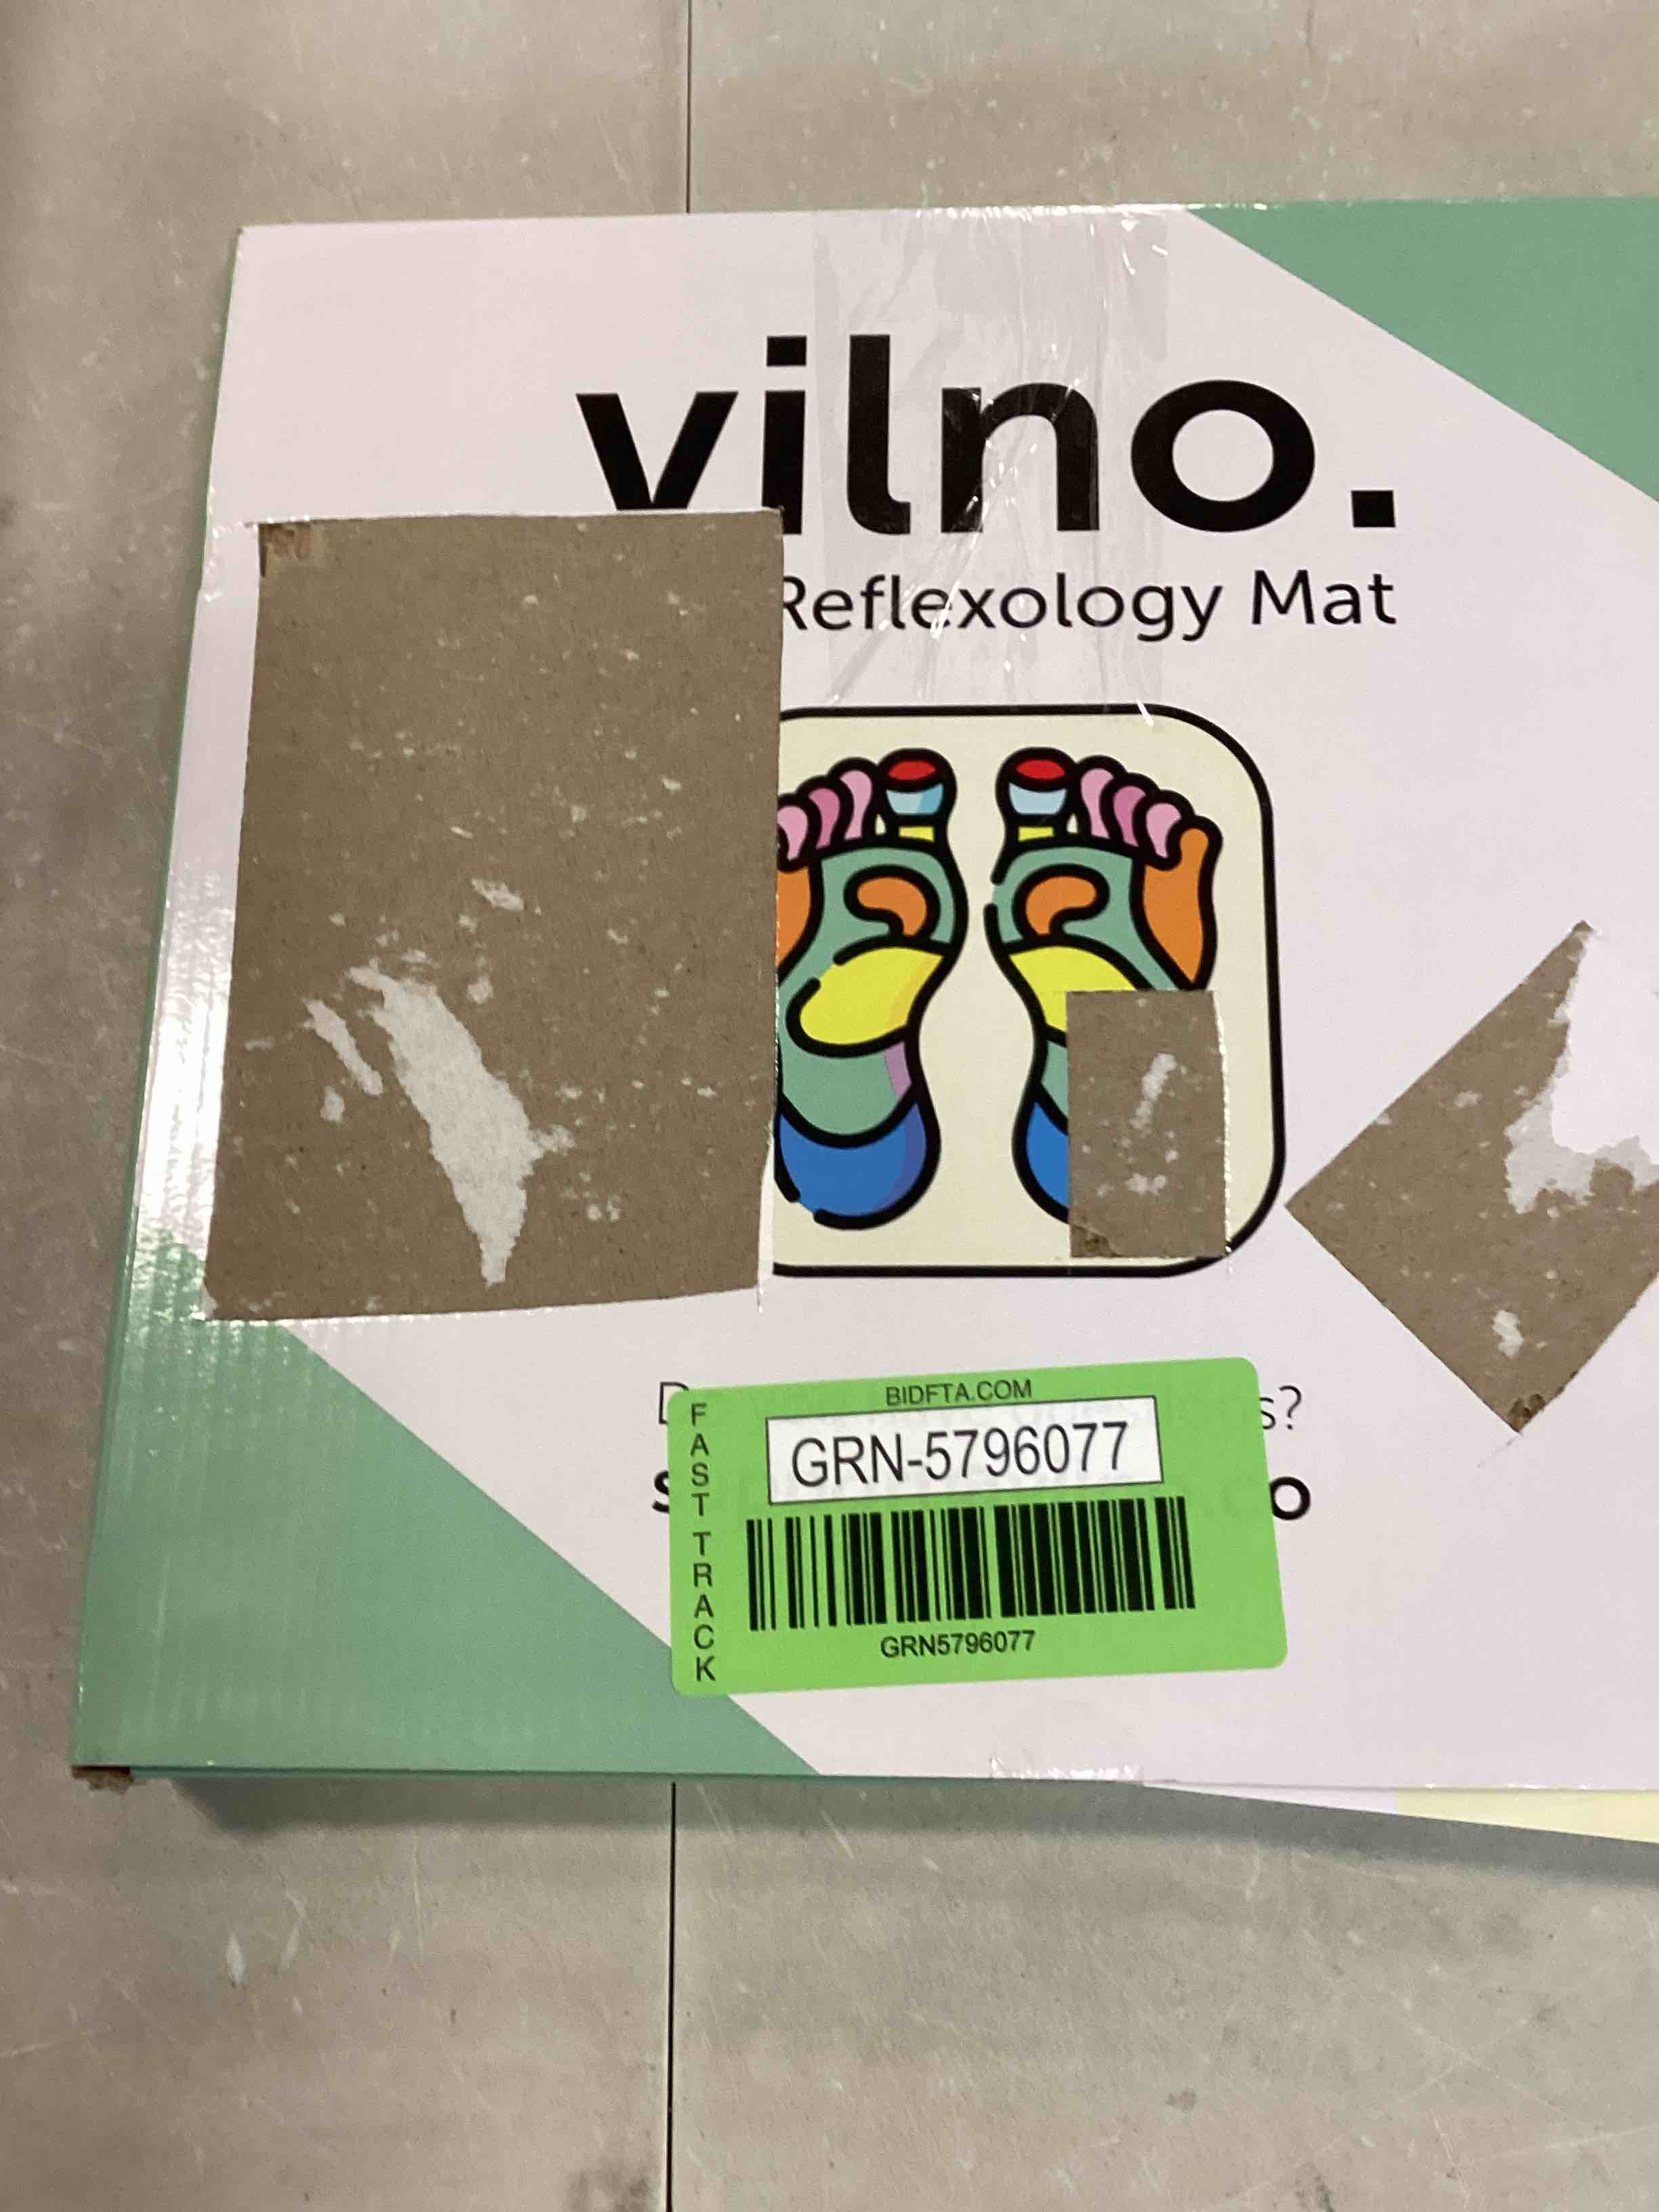 vilno.
Reflexology Mat
BIDFTA.COM
FAST TRACK
GRN-5796077
GRN5796077